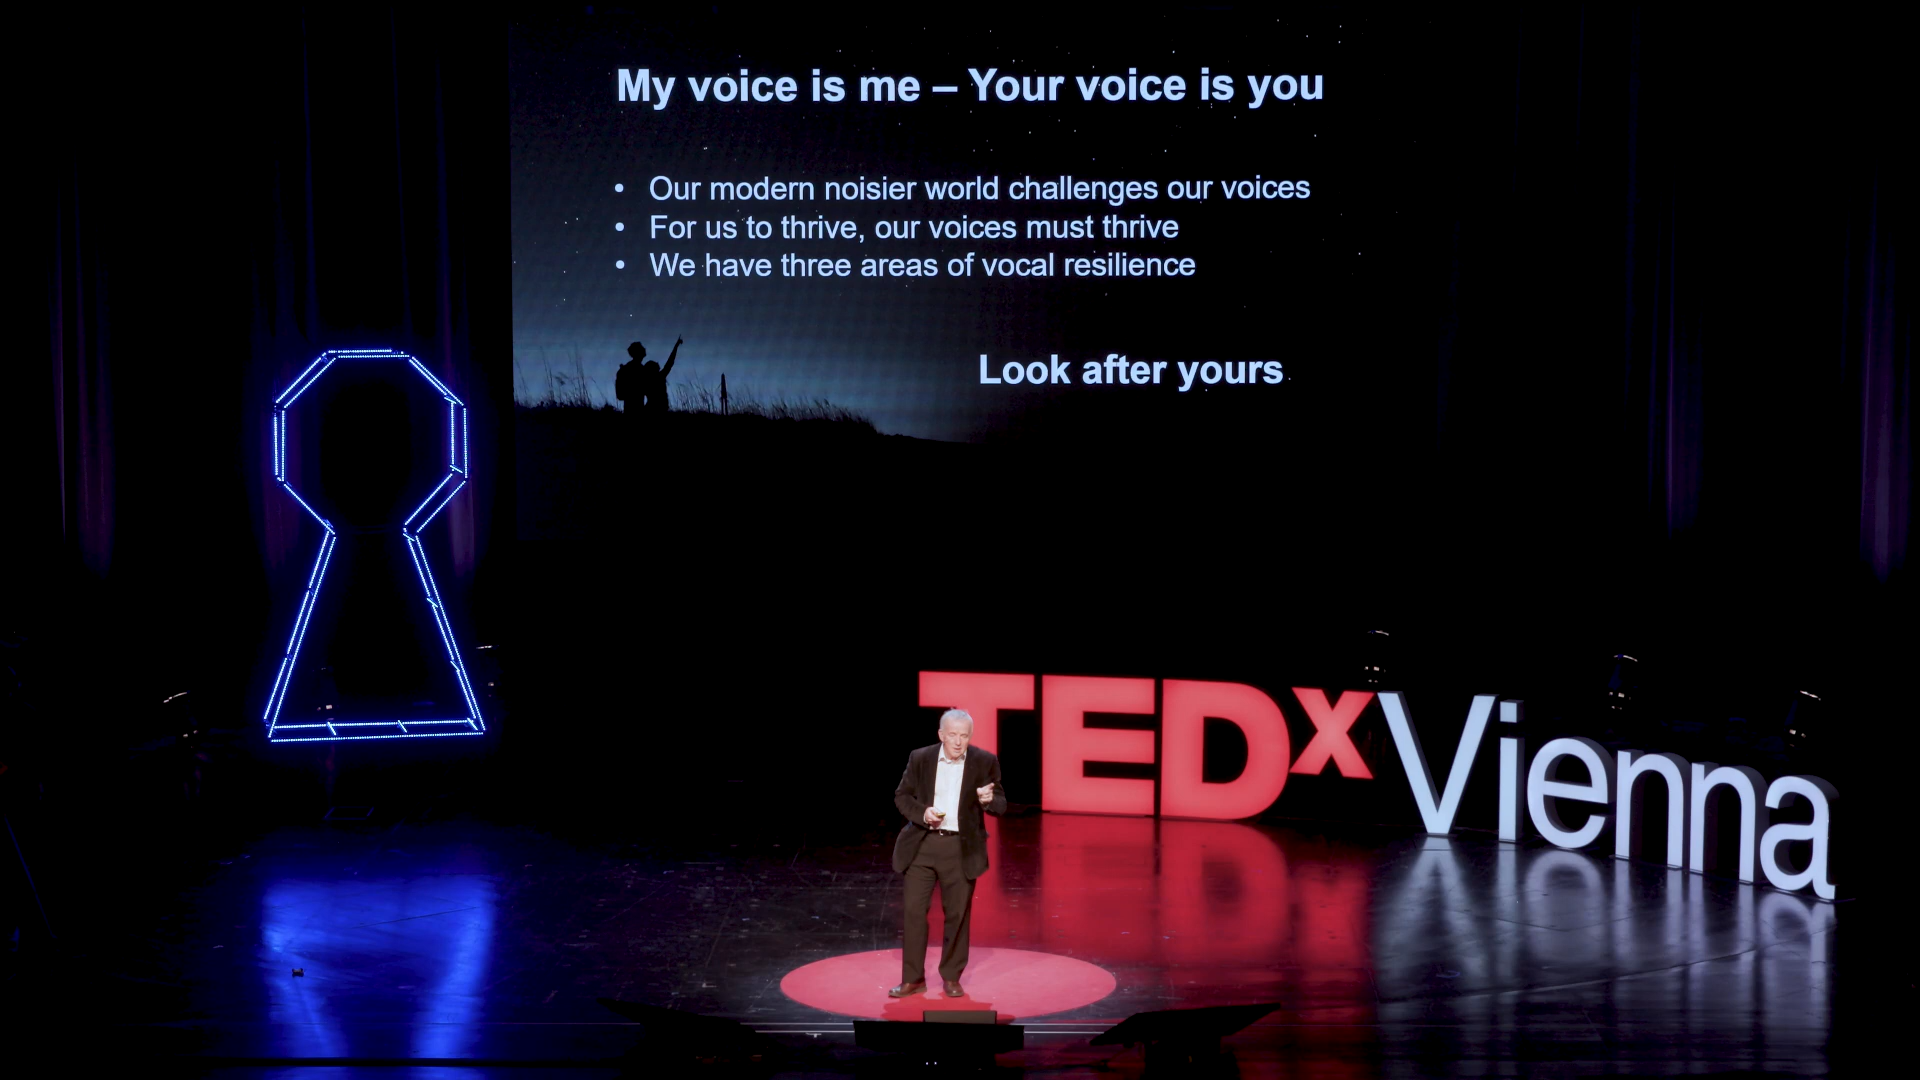 My voice is me – Your voice is you
• Our modern noisier world challenges our voices
• For us to thrive, our voices must thrive
• We have three areas of vocal resilience
Look after yours
TEDxVienna